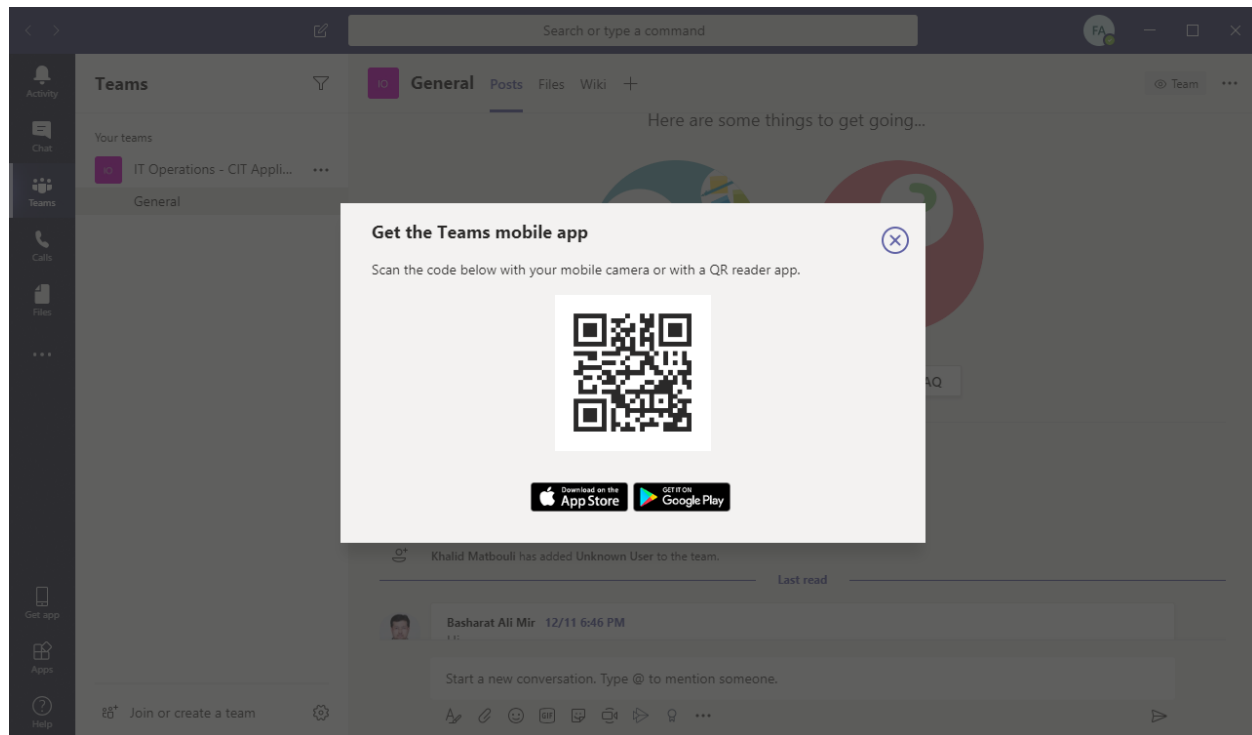 Search or type a command
FA
Activity
Chat
Teams
Calls
Files
Get app
Apps
Help
Teams
Your teams
IO IT Operations - CIT Appli...
General
Join or create a team
IO General Posts Files Wiki
Team
Here are some things to get going...
Get the Teams mobile app
Scan the code below with your mobile camera or with a QR reader app.
Download on the
App Store
GET IT ON
Google Play
Khalid Matbouli has added Unknown User to the team.
Last read
Basharat Ali Mir 12/11 6:46 PM
Start a new conversation. Type @ to mention someone.
GIF